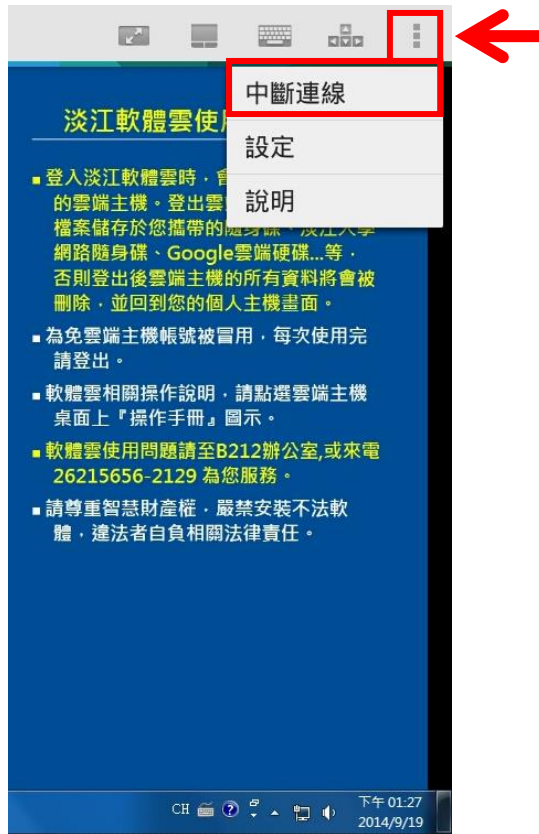 中斷連線
設定
說明
淡江軟體雲使
登入淡江軟體雲時，
的雲端主機。登出雲
檔案儲存於您攜帶的隨身碟、淡江大學
網路隨身碟、Google雲端硬碟...等，
否則登出後雲端主機的所有資料將會被
刪除，並回到您的個人主機畫面。
為免雲端主機帳號被冒用，每次使用完
請登出。
軟體雲相關操作說明，請點選雲端主機
桌面上『操作手冊』圖示。
軟體雲使用問題請至B212辦公室,或來電
26215656-2129 為您服務。
請尊重智慧財產權，嚴禁安裝不法軟
體，違法者自負相關法律責任。
CH
下午 01:27
2014/9/19